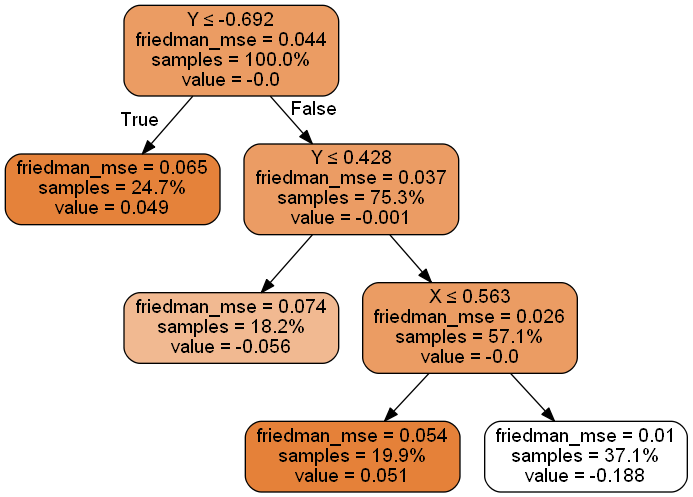 Y ≤ -0.692
friedman_mse = 0.044
samples = 100.0%
value = -0.0
True
False
friedman_mse = 0.065
samples = 24.7%
value = 0.049
Y ≤ 0.428
friedman_mse = 0.037
samples = 75.3%
value = -0.001
friedman_mse = 0.074
samples = 18.2%
value = -0.056
X ≤ 0.563
friedman_mse = 0.026
samples = 57.1%
value = -0.0
friedman_mse = 0.054
samples = 19.9%
value = 0.051
friedman_mse = 0.01
samples = 37.1%
value = -0.188